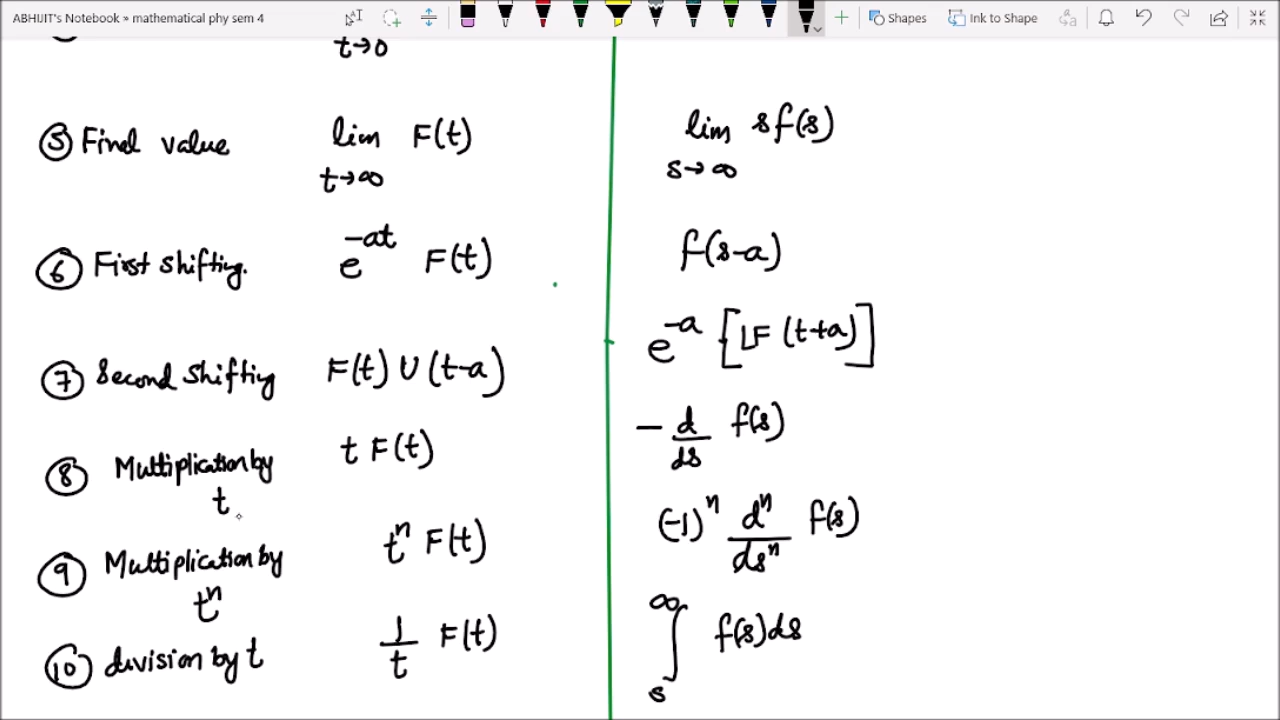 ABHIJIT's Notebook » mathematical phy sem 4
Shapes
Ink to Shape
t→0
⑤ Final value lim F(t) lim sf(s)
t→∞ s→∞
⑥ First shifting. e^{-at} F(t) f(s-a)
⑦ Second Shifting F(t) U(t-a) e^{-a} [LF(t+a)]
⑧ Multiplication by t F(t) - d/ds f(s)
t
⑨ Multiplication by t^n F(t) (-1)^n d^n/ds^n f(s)
t^n
⑩ division by t 1/t F(t) ∫_s^∞ f(s)ds